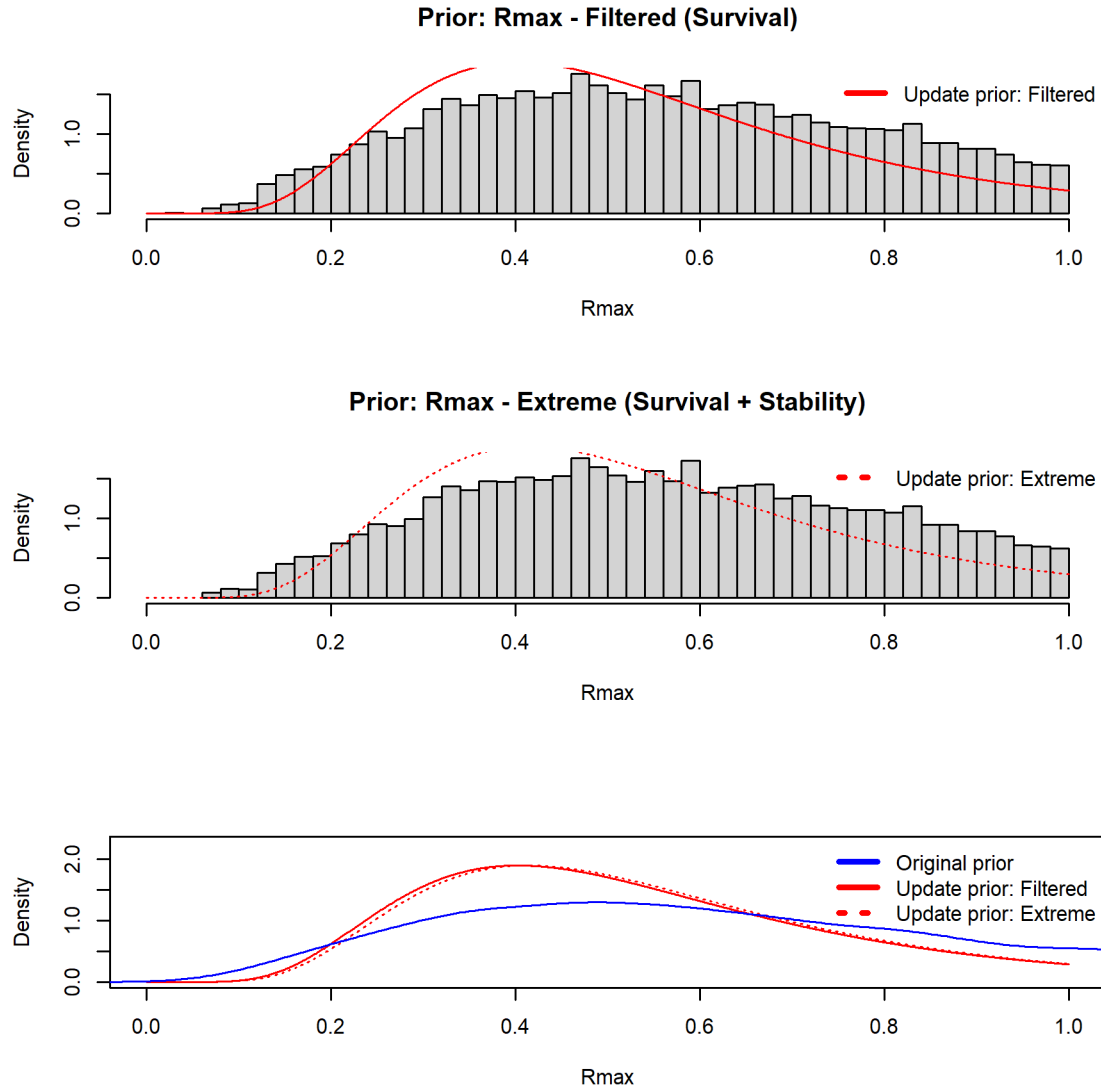 Prior: Rmax - Filtered (Survival)
Update prior: Filtered
Density
1.0
0.0
0.0 0.2 0.4 0.6 0.8 1.0
Rmax
Prior: Rmax - Extreme (Survival + Stability)
Update prior: Extreme
Density
1.0
0.0
0.0 0.2 0.4 0.6 0.8 1.0
Rmax
Original prior
Update prior: Filtered
Update prior: Extreme
Density
2.0
1.0
0.0
0.0 0.2 0.4 0.6 0.8 1.0
Rmax